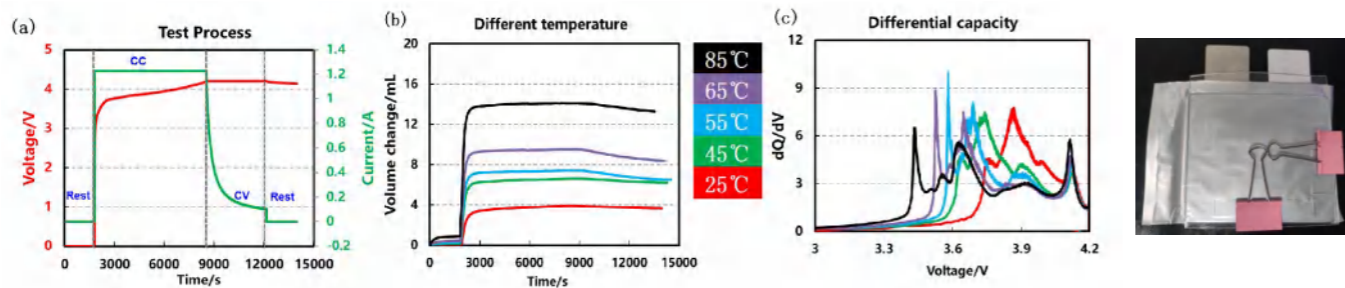 (a)
Test Process
Voltage/V
5
4
3
2
1
0
Rest
CC
CV
Rest
1.4
1.2
1
0.8
0.6
0.4
0.2
0
-0.2
Current/A
0 3000 6000 9000 12000 15000
Time/s
(b)
Different temperature
Volume change/mL
20
16
12
8
4
0
0 3000 6000 9000 12000 15000
Time/s
85℃
65℃
55℃
45℃
25℃
(c)
Differential capacity
dQ/dV
12
9
6
3
0
3 3.3 3.6 3.9 4.2
Voltage/V